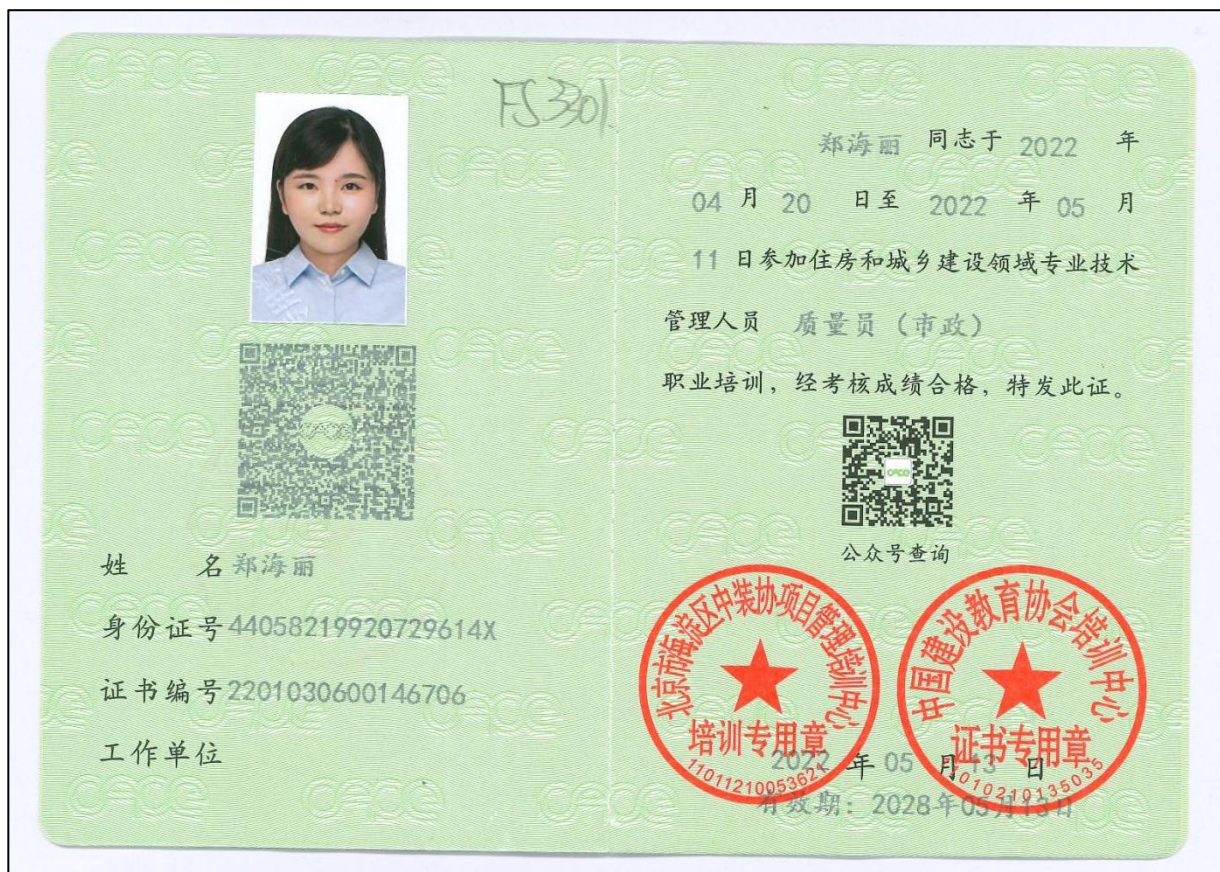 FJ3301
姓 名 郑海丽
身份证号 44058219920729614X
证书编号 2201030600146706
工作单位
郑海丽 同志于 2022 年
04 月 20 日至 2022 年 05 月
11 日参加住房和城乡建设领域专业技术
管理人员 质量员（市政）
职业培训，经考核成绩合格，特发此证。
cece
公众号查询
北京市海淀区中装协项目管理培训中心
培训专用章
11011210053621
中国建设教育协会培训中心
证书专用章
11010210135035
2022 年 05 月 13 日
有效期：2028年05月13日